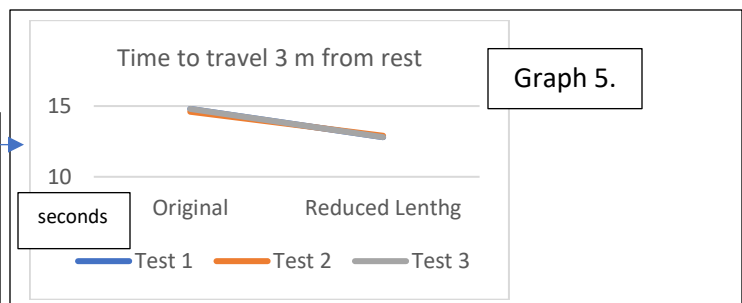 Time to travel 3 m from rest
Graph 5.
15
10
seconds
Original Reduced Lenthg
Test 1 Test 2 Test 3